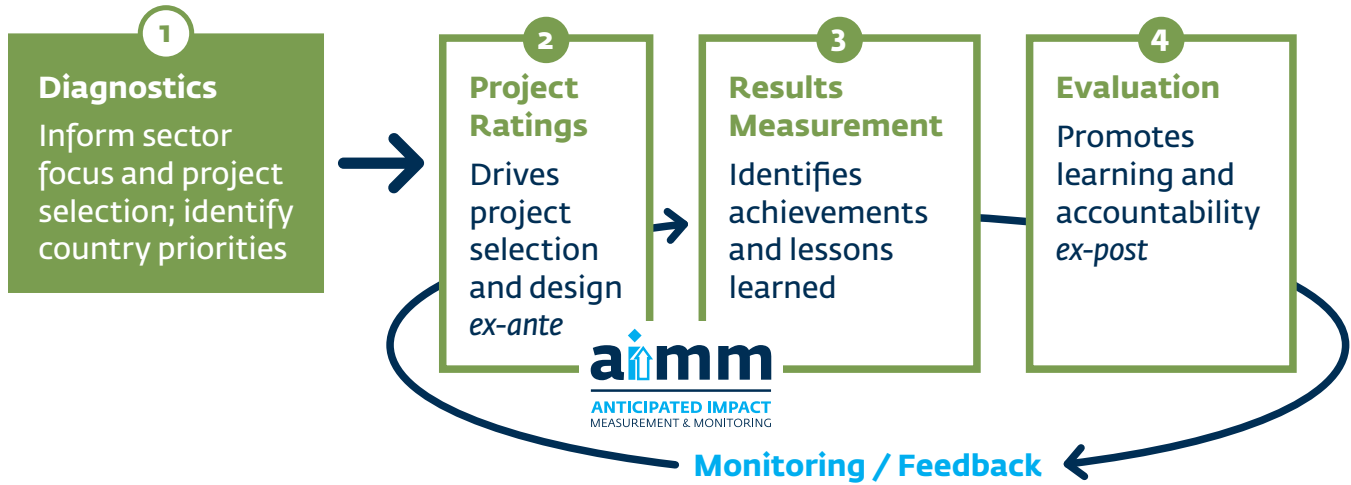 1
Diagnostics
Inform sector
focus and project
selection; identify
country priorities
2
Project
Ratings
Drives
project
selection
and design
ex-ante
3
Results
Measurement
Identifies
achievements
and lessons
learned
4
Evaluation
Promotes
learning and
accountability
ex-post
aimm
ANTICIPATED IMPACT
MEASUREMENT & MONITORING
Monitoring / Feedback